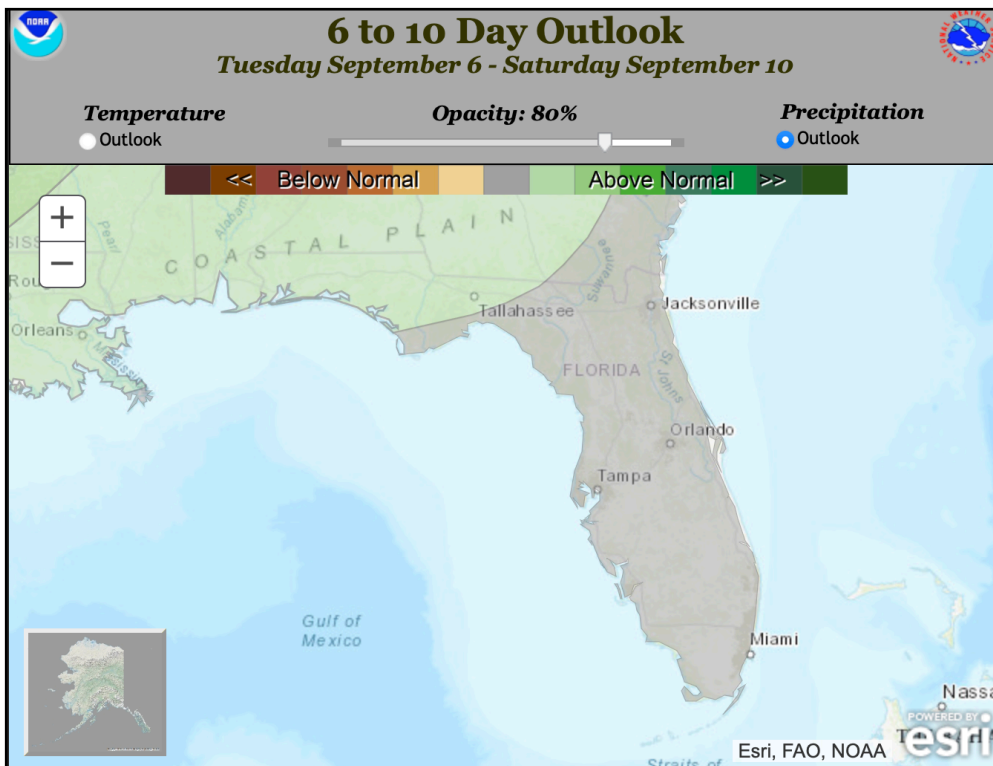 NOAA
6 to 10 Day Outlook
Tuesday September 6 - Saturday September 10
Temperature
Opacity: 80%
Precipitation
Outlook
Outlook
<< Below Normal
Above Normal >>
+
−
Pearl
Alabama
COASTAL PLAIN
Suwannee
Tallahassee
Jacksonville
Orleans
Mississippi
FLORIDA
St Johns
Orlando
Tampa
Gulf of
Mexico
Miami
Nassa
POWERED BY
esri
Esri, FAO, NOAA
Straits of